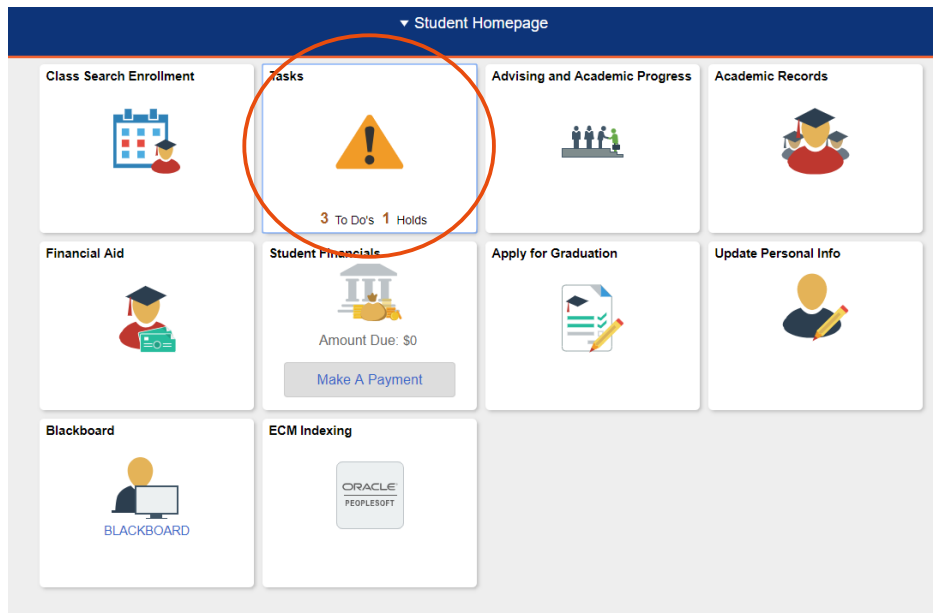 Student Homepage
Class Search Enrollment
Tasks
3 To Do's 1 Holds
Advising and Academic Progress
Academic Records
Financial Aid
Student Financials
Amount Due: $0
Make A Payment
Apply for Graduation
Update Personal Info
Blackboard
BLACKBOARD
ECM Indexing
ORACLE
PEOPLESOFT